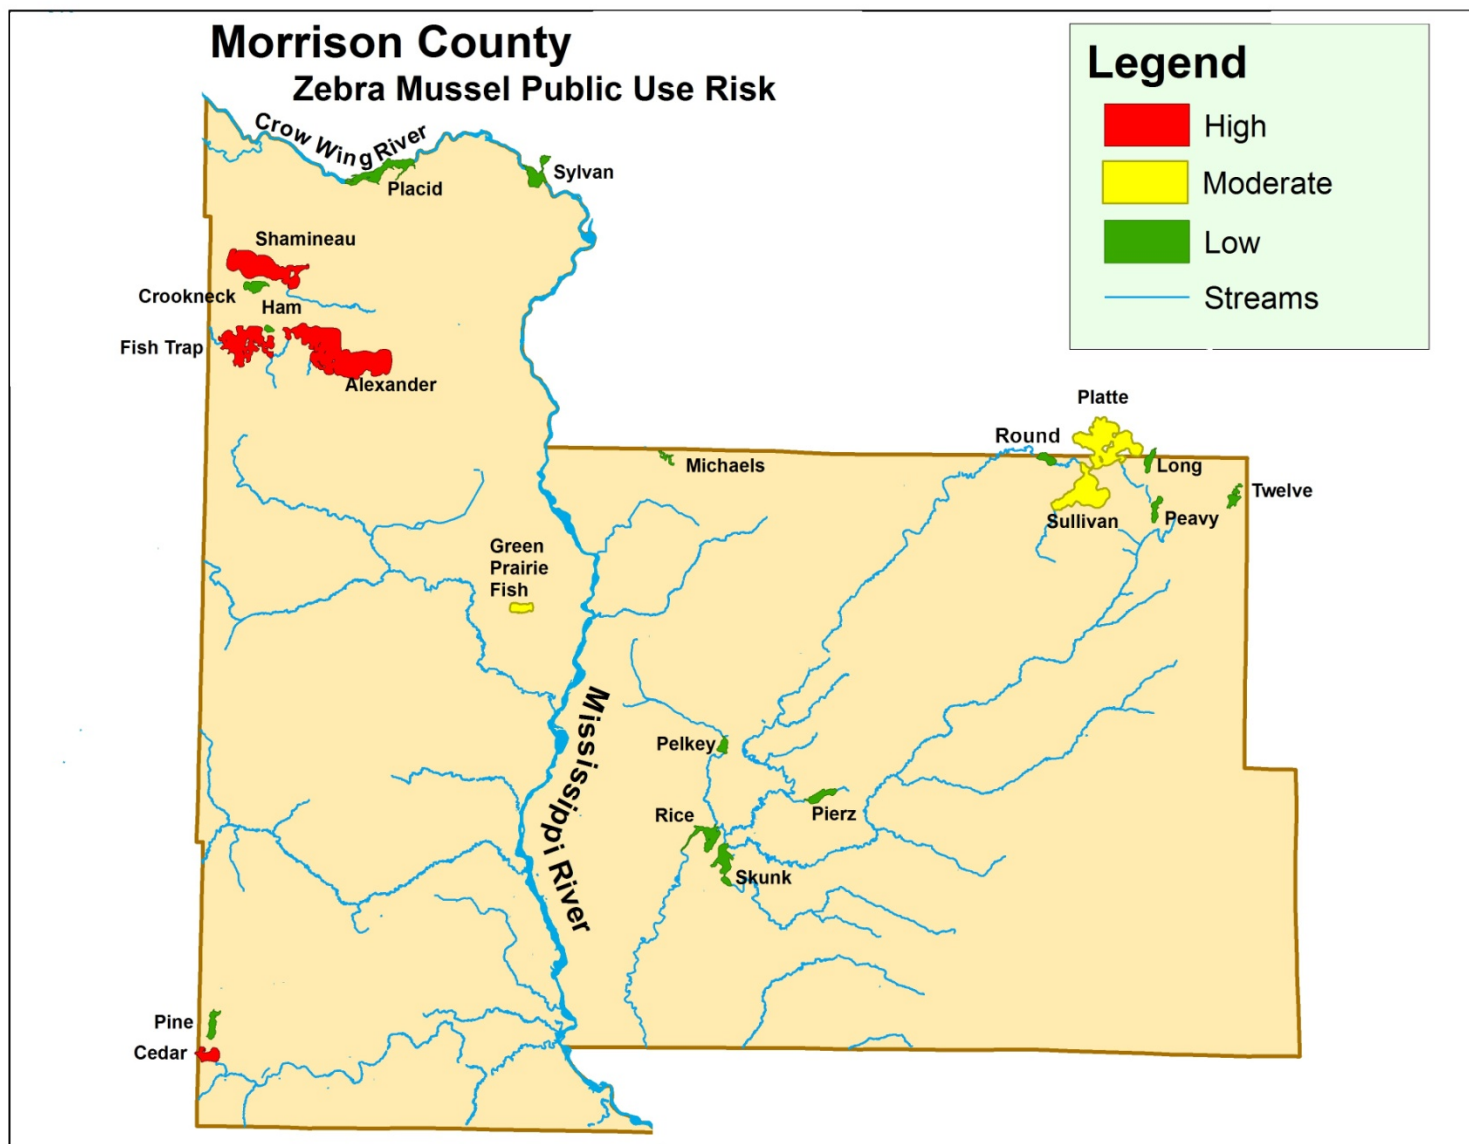 Morrison County
Zebra Mussel Public Use Risk
Legend
High
Moderate
Low
Streams
Crow Wing River
Placid
Sylvan
Shamineau
Crookneck
Ham
Fish Trap
Alexander
Platte
Round
Michaels
Long
Twelve
Sullivan
Peavy
Green
Prairie
Fish
Mississippi River
Pelkey
Rice
Pierz
Skunk
Pine
Cedar